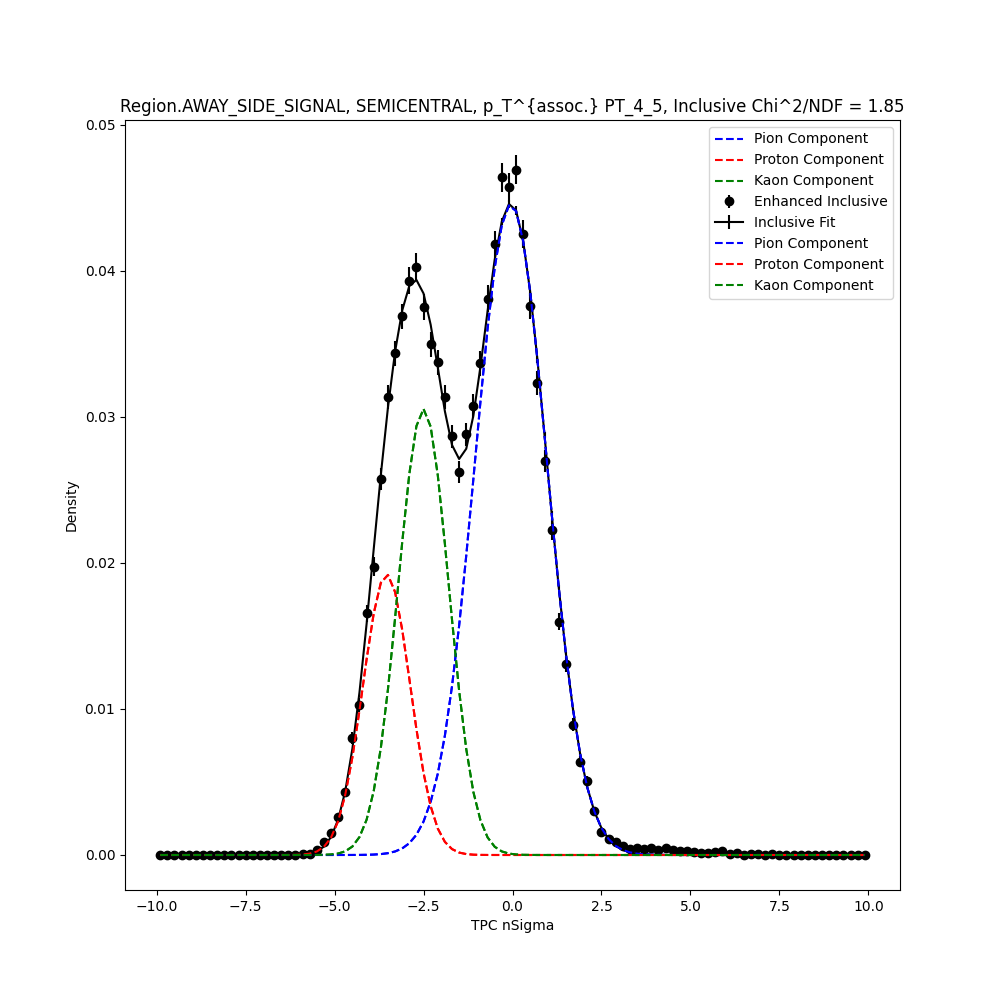 Region.AWAY_SIDE_SIGNAL, SEMICENTRAL, p_T^{assoc.} PT_4_5, Inclusive Chi^2/NDF = 1.85
Pion Component
Proton Component
Kaon Component
Enhanced Inclusive
Inclusive Fit
Pion Component
Proton Component
Kaon Component
0.05
0.04
0.03
0.02
0.01
0.00
Density
−10.0 −7.5 −5.0 −2.5 0.0 2.5 5.0 7.5 10.0
TPC nSigma